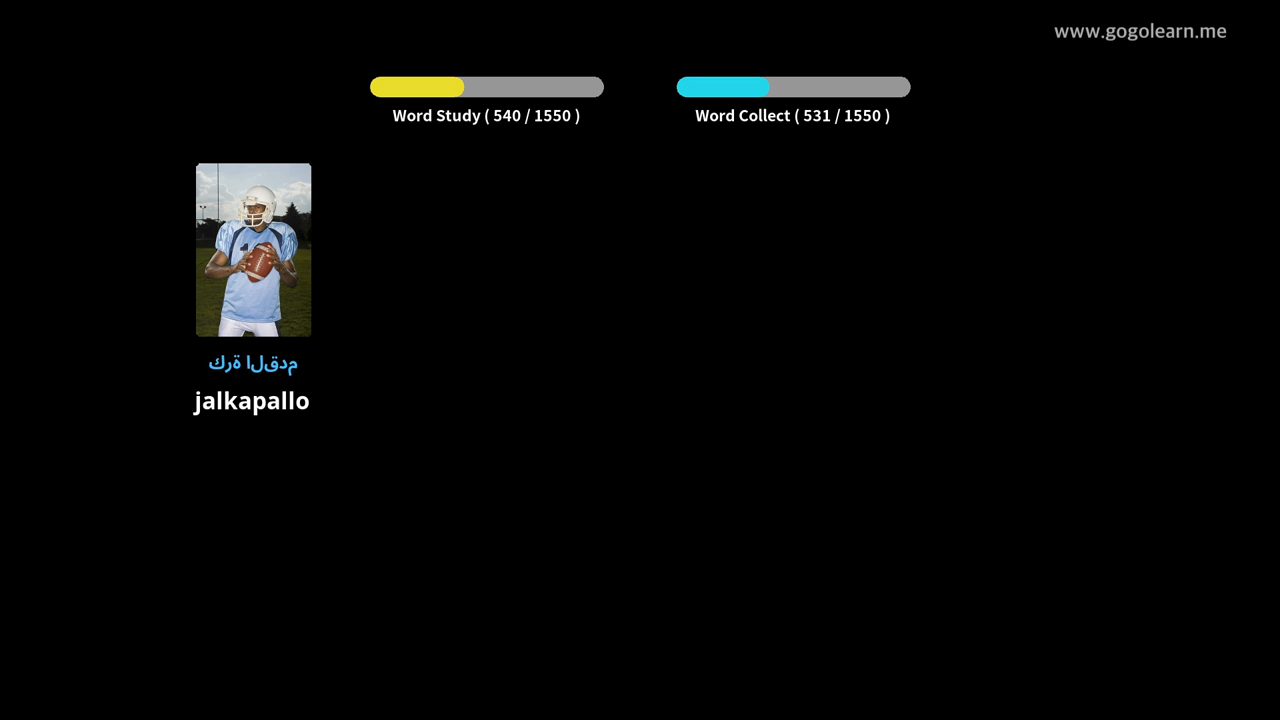 www.gogolearn.me
Word Study ( 540 / 1550 )
Word Collect ( 531 / 1550 )
كرة القدم
jalkapallo